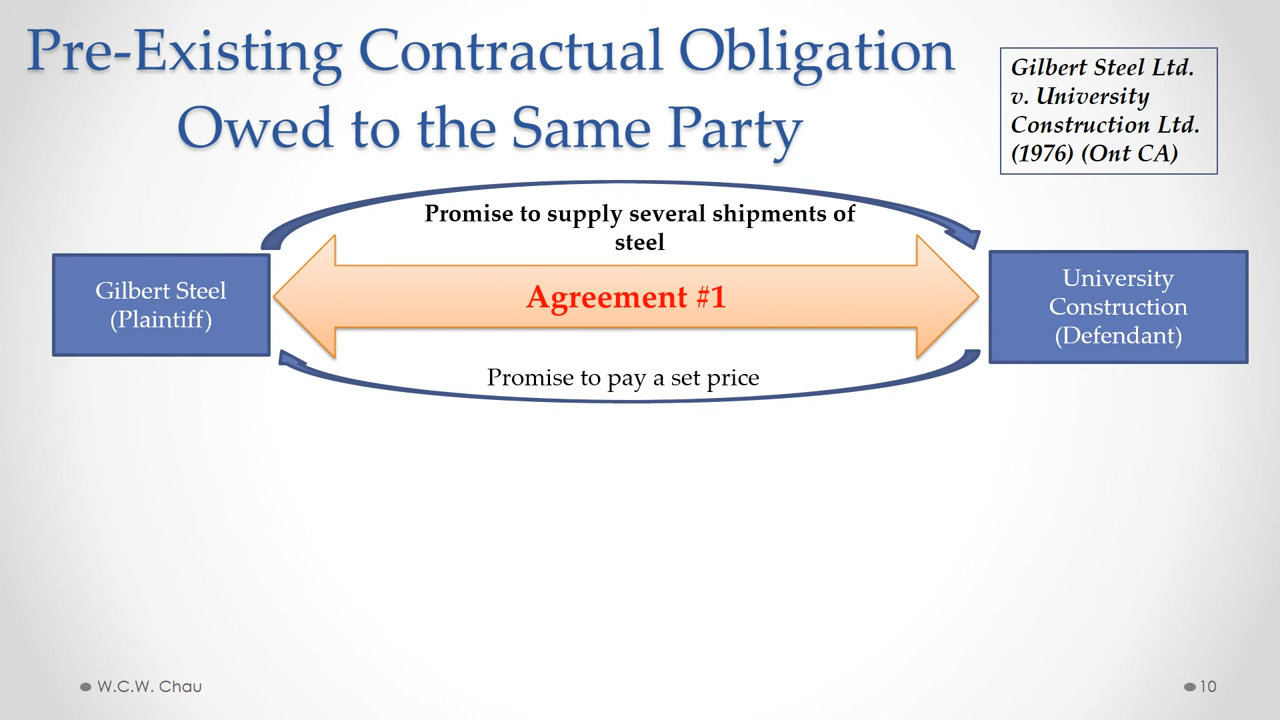 Pre-Existing Contractual Obligation
Owed to the Same Party
Gilbert Steel Ltd.
v. University
Construction Ltd.
(1976) (Ont CA)
Promise to supply several shipments of
steel
Gilbert Steel
(Plaintiff)
Agreement #1
University
Construction
(Defendant)
Promise to pay a set price
W.C.W. Chau
10